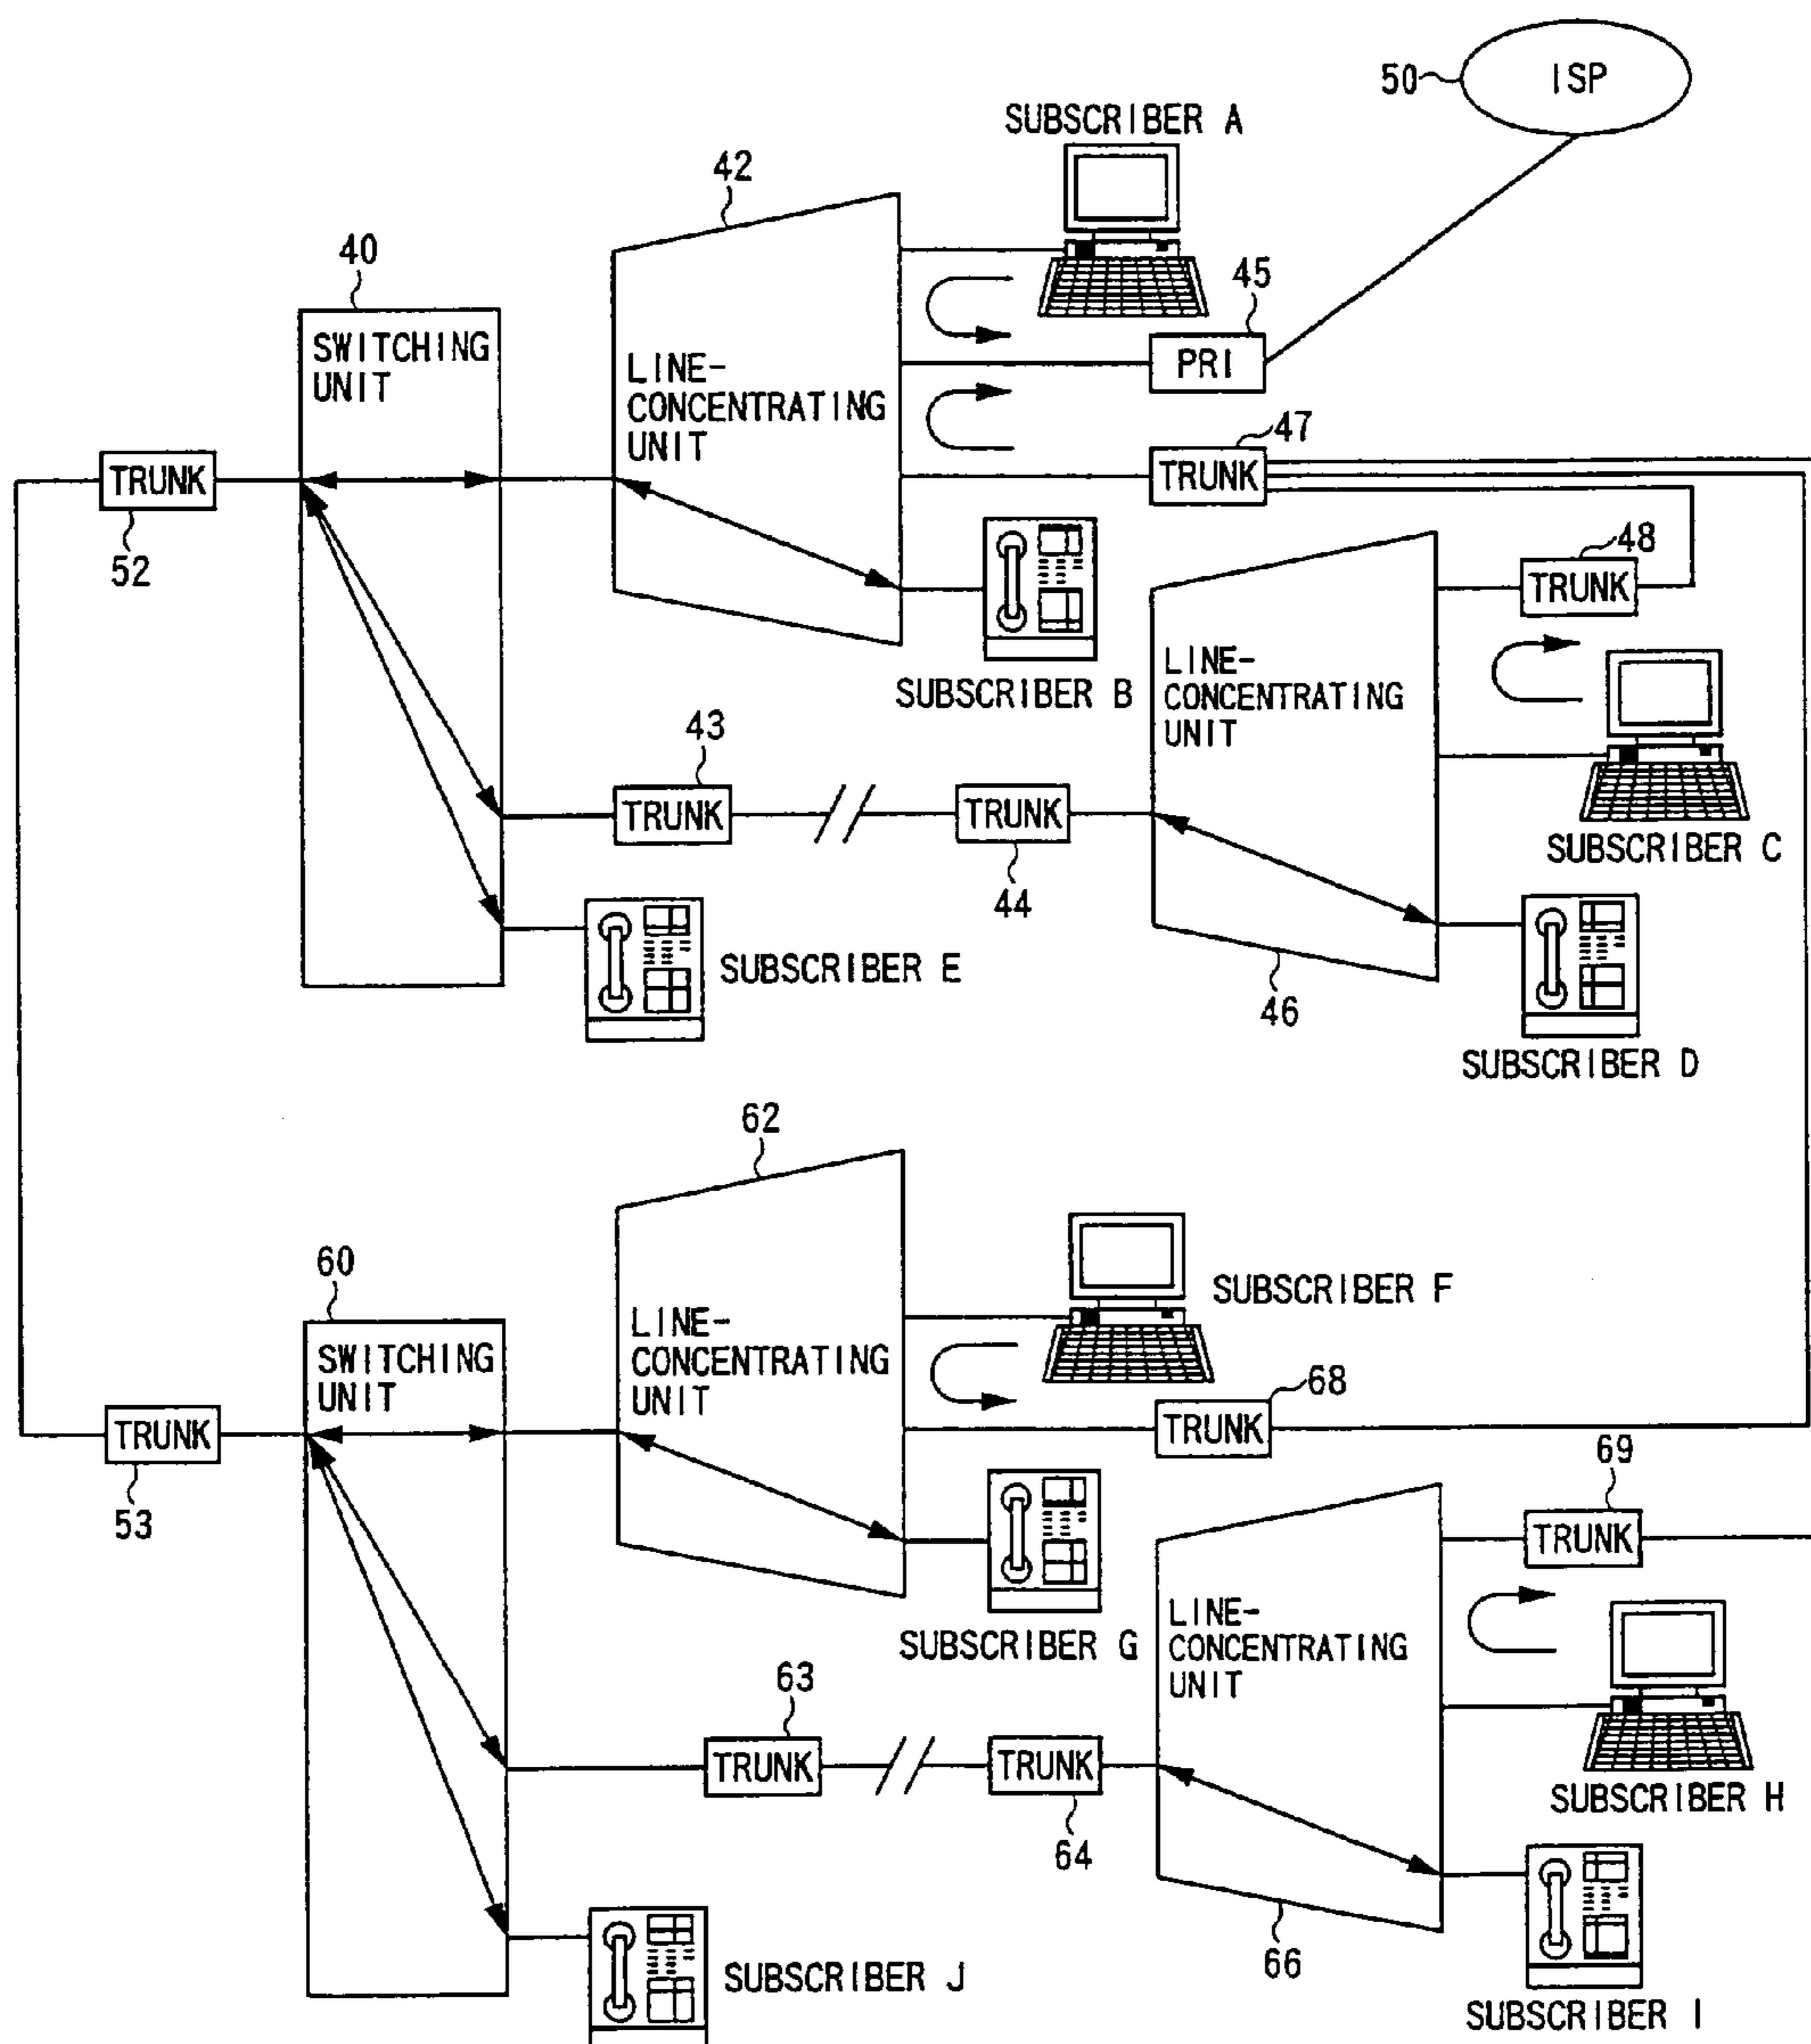 50
ISP
SUBSCRIBER A
42
40
45
SWITCHING
UNIT
LINE-
CONCENTRATING
UNIT
PRI
47
TRUNK
TRUNK
52
48
TRUNK
SUBSCRIBER B
LINE-
CONCENTRATING
UNIT
43
TRUNK
TRUNK
44
SUBSCRIBER C
SUBSCRIBER E
46
SUBSCRIBER D
62
60
SUBSCRIBER F
SWITCHING
UNIT
LINE-
CONCENTRATING
UNIT
68
TRUNK
TRUNK
53
69
TRUNK
SUBSCRIBER G
LINE-
CONCENTRATING
UNIT
63
TRUNK
TRUNK
64
SUBSCRIBER H
66
SUBSCRIBER J
SUBSCRIBER I